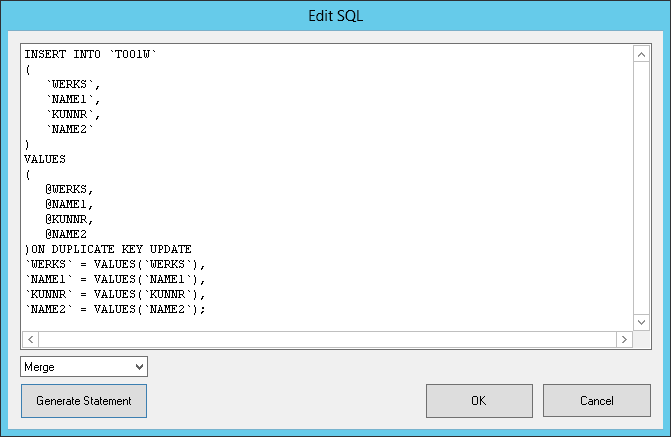 Edit SQL
INSERT INTO `T001W`
(
   `WERKS`,
   `NAME1`,
   `KUNNR`,
   `NAME2`
)
VALUES
(
   @WERKS,
   @NAME1,
   @KUNNR,
   @NAME2
)ON DUPLICATE KEY UPDATE
`WERKS` = VALUES(`WERKS`),
`NAME1` = VALUES(`NAME1`),
`KUNNR` = VALUES(`KUNNR`),
`NAME2` = VALUES(`NAME2`);
Merge
Generate Statement
OK
Cancel